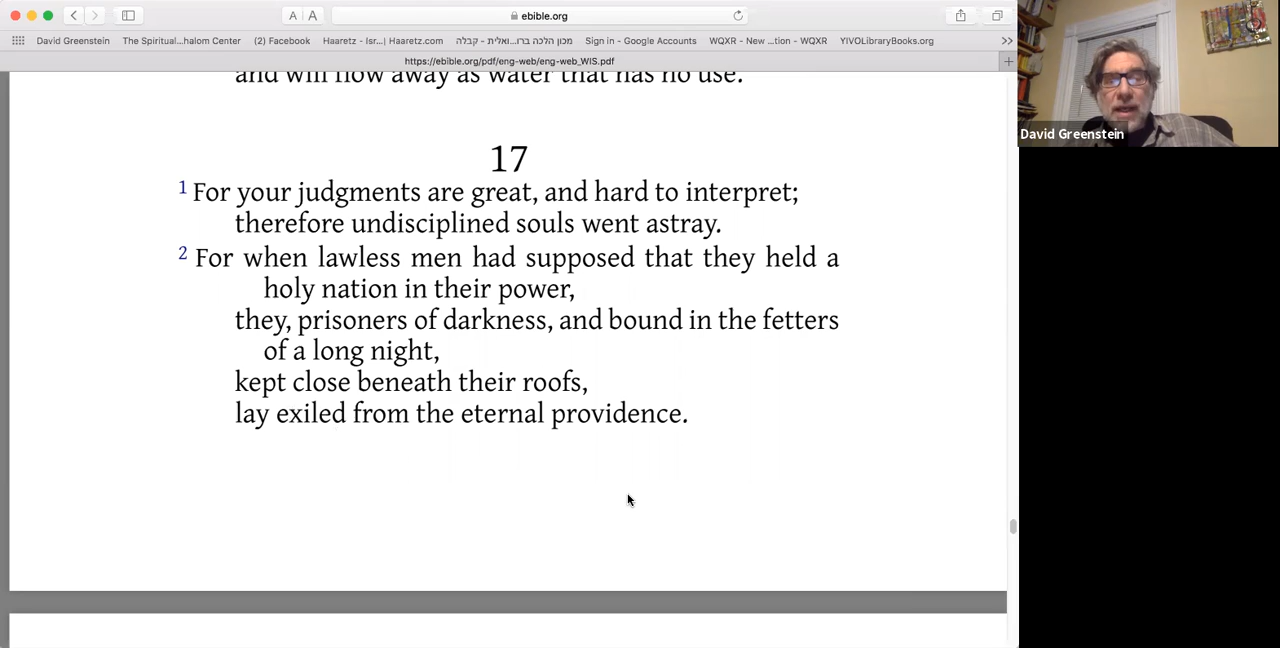 A A
ebible.org
David Greenstein The Spiritual...halom Center (2) Facebook Haaretz - Isr...| Haaretz.com מכון הלכה ברו...ואלית - קבלה Sign in - Google Accounts WQXR - New ...tion - WQXR YIVOLibraryBooks.org >>
https://ebible.org/pdf/eng-web/eng-web_WIS.pdf
and will flow away as water that has no use.
17
1 For your judgments are great, and hard to interpret;
therefore undisciplined souls went astray.
2 For when lawless men had supposed that they held a
holy nation in their power,
they, prisoners of darkness, and bound in the fetters
of a long night,
kept close beneath their roofs,
lay exiled from the eternal providence.
David Greenstein